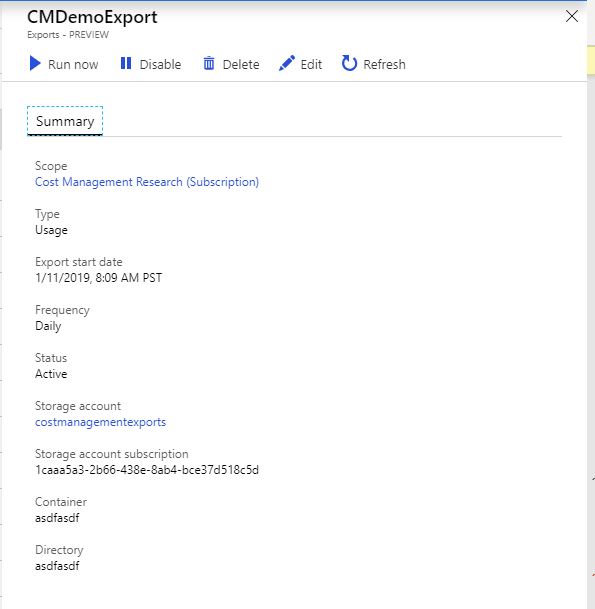 CMDemoExport
Exports - PREVIEW
Run now Disable Delete Edit Refresh
Summary
Scope
Cost Management Research (Subscription)
Type
Usage
Export start date
1/11/2019, 8:09 AM PST
Frequency
Daily
Status
Active
Storage account
costmanagementexports
Storage account subscription
1caaa5a3-2b66-438e-8ab4-bce37d518c5d
Container
asdfasdf
Directory
asdfasdf